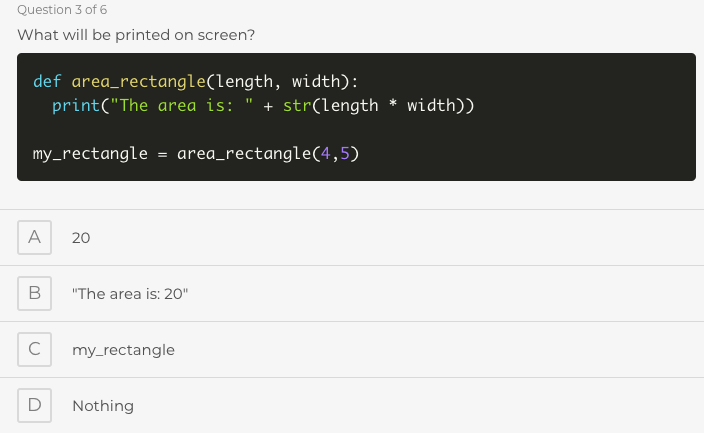 Question 3 of 6
What will be printed on screen?
def area_rectangle(length, width):
  print("The area is: " + str(length * width))
my_rectangle = area_rectangle(4,5)
A 20
B "The area is: 20"
C my_rectangle
D Nothing